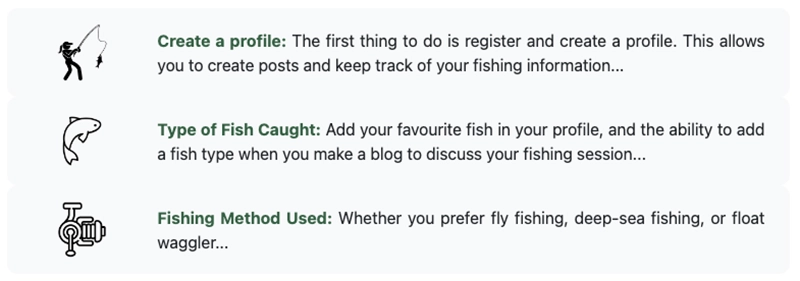 Create a profile: The first thing to do is register and create a profile. This allows
you to create posts and keep track of your fishing information...
Type of Fish Caught: Add your favourite fish in your profile, and the ability to add
a fish type when you make a blog to discuss your fishing session...
Fishing Method Used: Whether you prefer fly fishing, deep-sea fishing, or float
waggler...